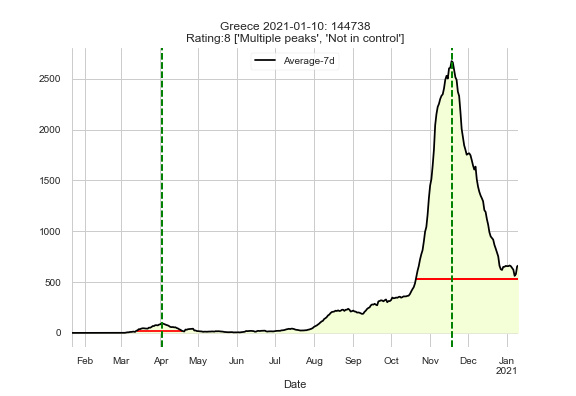 Greece 2021-01-10: 144738
Rating:8 ['Multiple peaks', 'Not in control']
Average-7d
2500
2000
1500
1000
500
0
Feb Mar Apr May Jun Jul Aug Sep Oct Nov Dec Jan
2021
Date